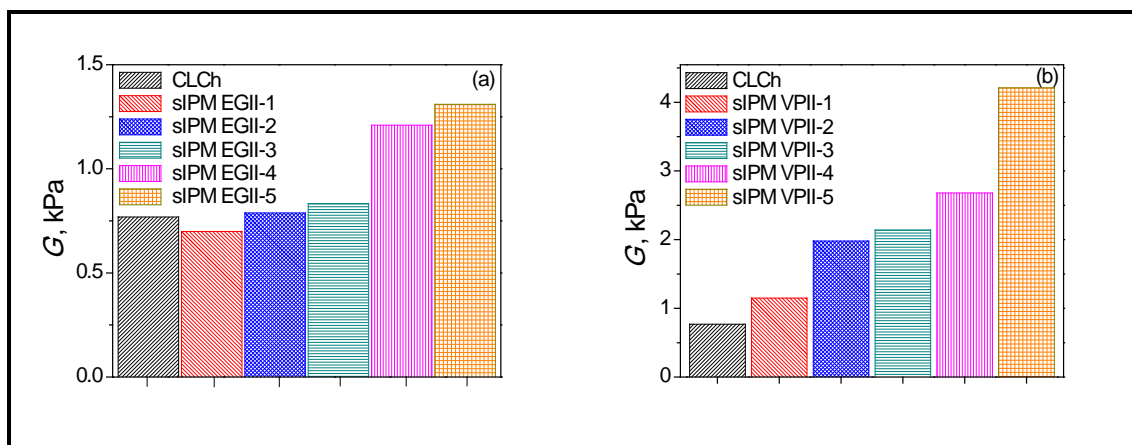 1.5
1.0
0.5
0.0
G, kPa
(a)
CLCh
sIPM EGII-1
sIPM EGII-2
sIPM EGII-3
sIPM EGII-4
sIPM EGII-5
4
3
2
1
0
G, kPa
(b)
CLCh
sIPM VPII-1
sIPM VPII-2
sIPM VPII-3
sIPM VPII-4
sIPM VPII-5